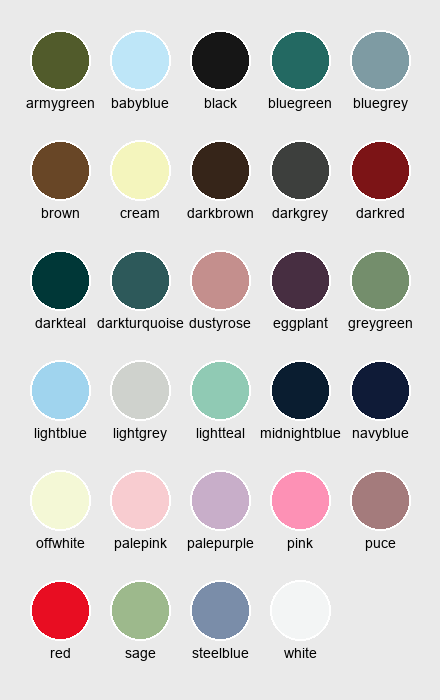 armygreen babyblue black bluegreen bluegrey
brown cream darkbrown darkgrey darkred
darkteal darkturquoise dustyrose eggplant greygreen
lightblue lightgrey lightteal midnightblue navyblue
offwhite palepink palepurple pink puce
red sage steelblue white